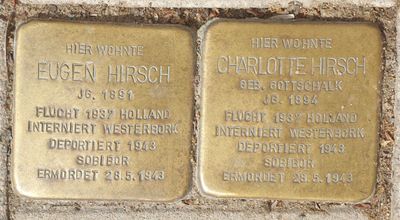 HIER WOHNTE
EUGEN HIRSCH
JG. 1891
FLUCHT 1937 HOLLAND
INTERNIERT WESTERBORK
DEPORTIERT 1943
SOBIBOR
ERMORDET 28.5.1943
HIER WOHNTE
CHARLOTTE HIRSCH
GEB. GOTTSCHALK
JG. 1894
FLUCHT 1937 HOLLAND
INTERNIERT WESTERBORK
DEPORTIERT 1943
SOBIBOR
ERMORDET 28.5.1943